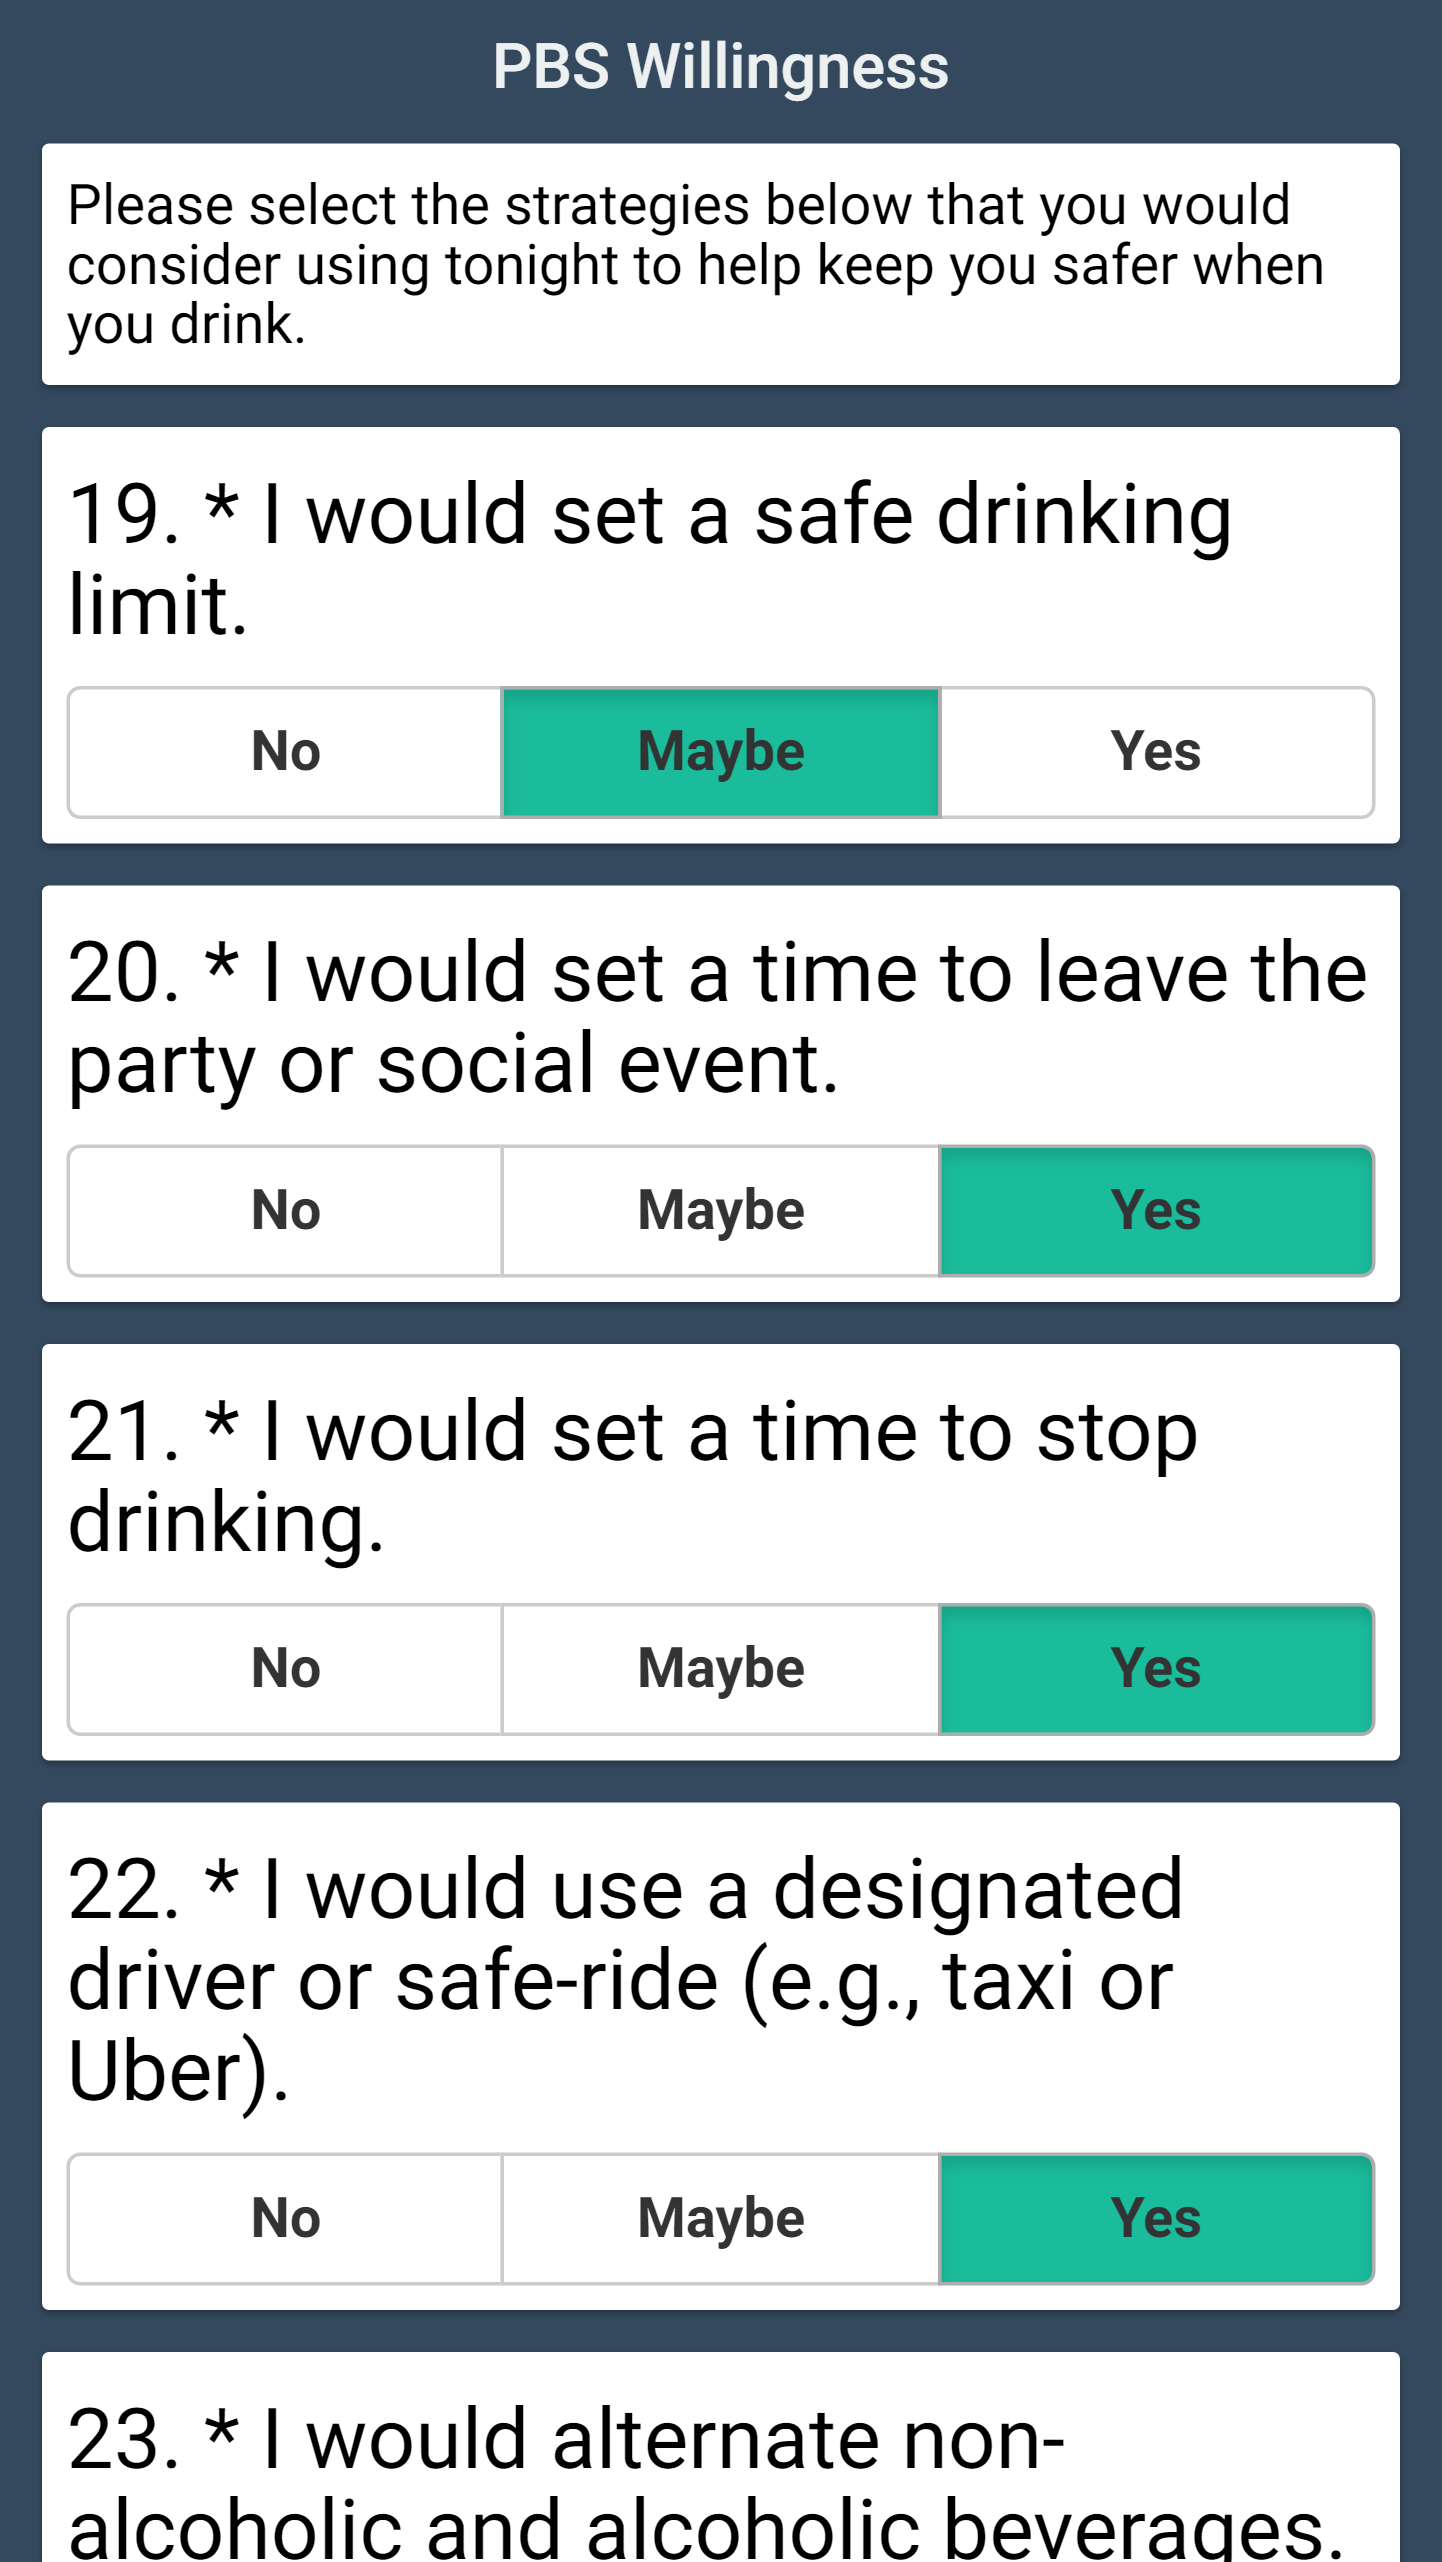 PBS Willingness
Please select the strategies below that you would
consider using tonight to help keep you safer when
you drink.
19. * I would set a safe drinking
limit.
No Maybe Yes
20. * I would set a time to leave the
party or social event.
No Maybe Yes
21. * I would set a time to stop
drinking.
No Maybe Yes
22. * I would use a designated
driver or safe-ride (e.g., taxi or
Uber).
No Maybe Yes
23. * I would alternate non-
alcoholic and alcoholic beverages.